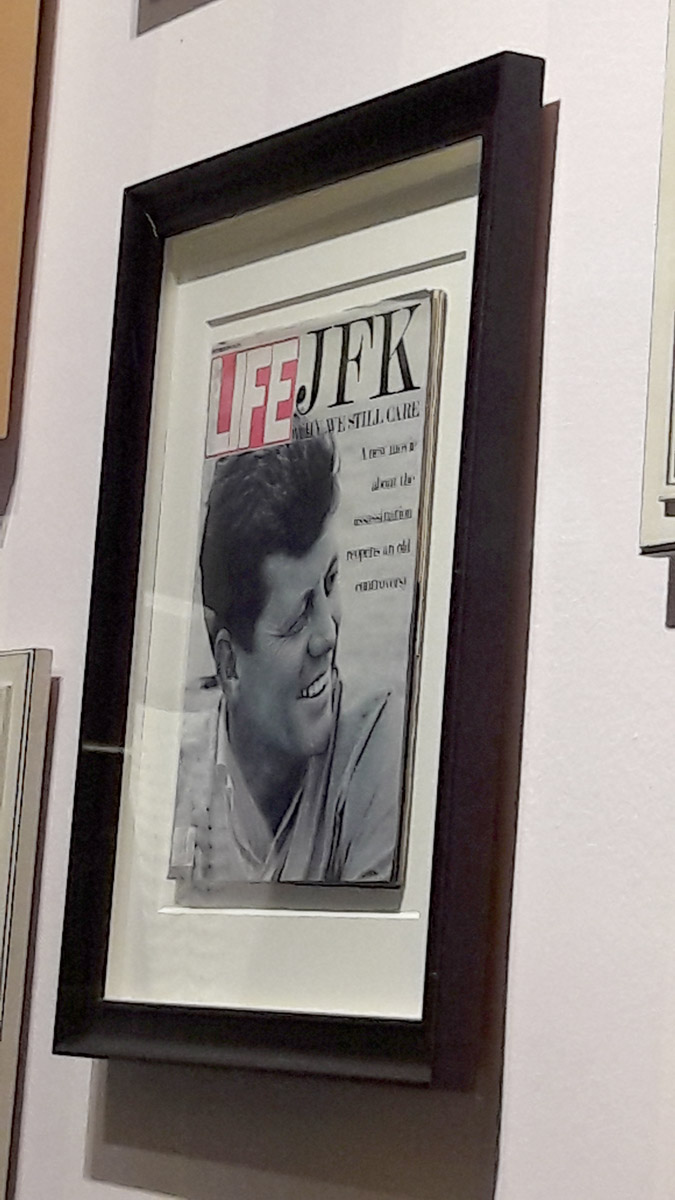 LIFE JFK
WHY WE STILL CARE
A new movie
about the
assassination
reopens an old
controversy